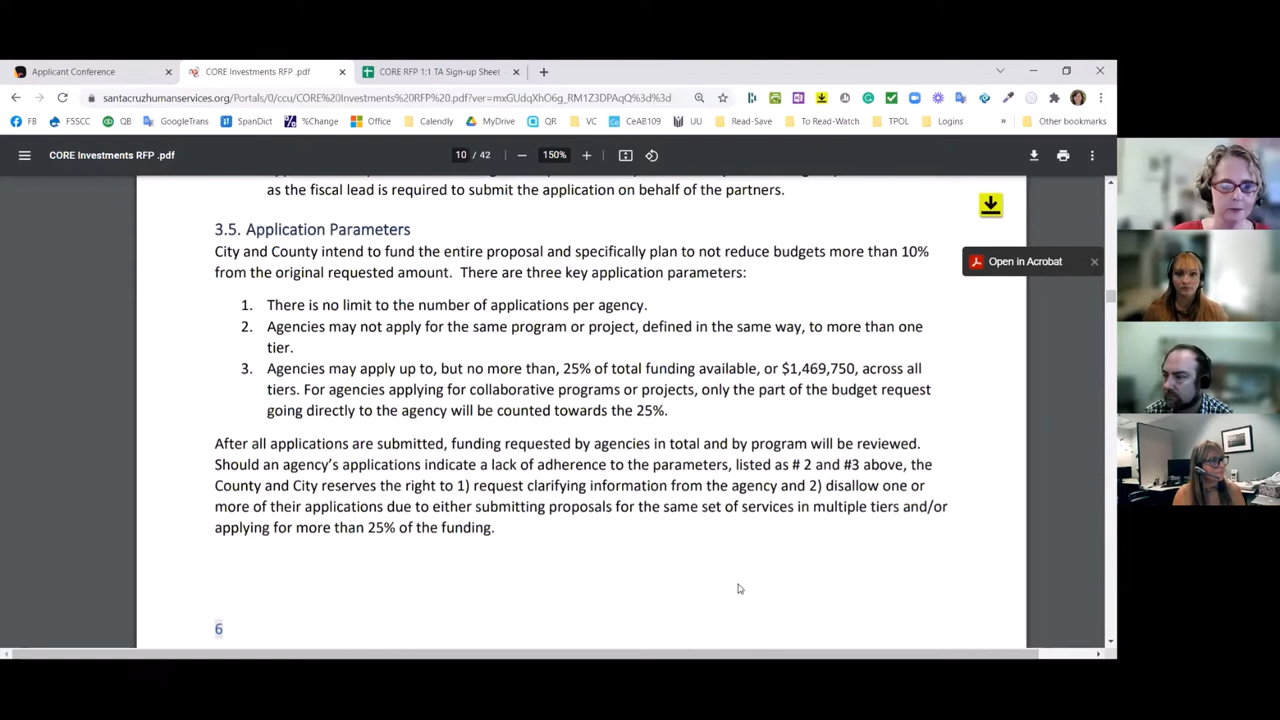 Applicant Conference
CORE Investments RFP .pdf
CORE RFP 1:1 TA Sign-up Sheet
santacruzhumanservices.org/Portals/0/ccu/CORE%20Investments%20RFP%20.pdf?ver=mxGUdqXhO6g_RM1Z3DPAqQ%3d%3d
FB
F5SCC
QB
GoogleTrans
SpanDict
%Change
Office
Calendly
MyDrive
QR
VC
CeAB109
UU
Read-Save
To Read-Watch
TPOL
Logins
»
Other bookmarks
CORE Investments RFP .pdf
10 / 42
150%
as the fiscal lead is required to submit the application on behalf of the partners.
3.5. Application Parameters
Open in Acrobat
City and County intend to fund the entire proposal and specifically plan to not reduce budgets more than 10%
from the original requested amount. There are three key application parameters:
1. There is no limit to the number of applications per agency.
2. Agencies may not apply for the same program or project, defined in the same way, to more than one
tier.
3. Agencies may apply up to, but no more than, 25% of total funding available, or $1,469,750, across all
tiers. For agencies applying for collaborative programs or projects, only the part of the budget request
going directly to the agency will be counted towards the 25%.
After all applications are submitted, funding requested by agencies in total and by program will be reviewed.
Should an agency's applications indicate a lack of adherence to the parameters, listed as # 2 and #3 above, the
County and City reserves the right to 1) request clarifying information from the agency and 2) disallow one or
more of their applications due to either submitting proposals for the same set of services in multiple tiers and/or
applying for more than 25% of the funding.
6